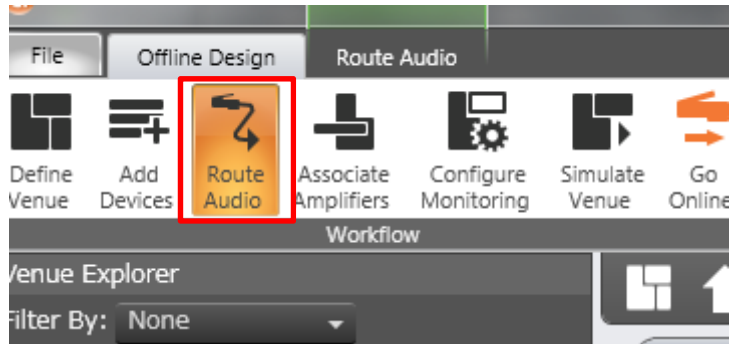 File Offline Design Route Audio
Define Add Route Associate Configure Simulate Go
Venue Devices Audio Amplifiers Monitoring Venue Online
Workflow
Venue Explorer
Filter By: None